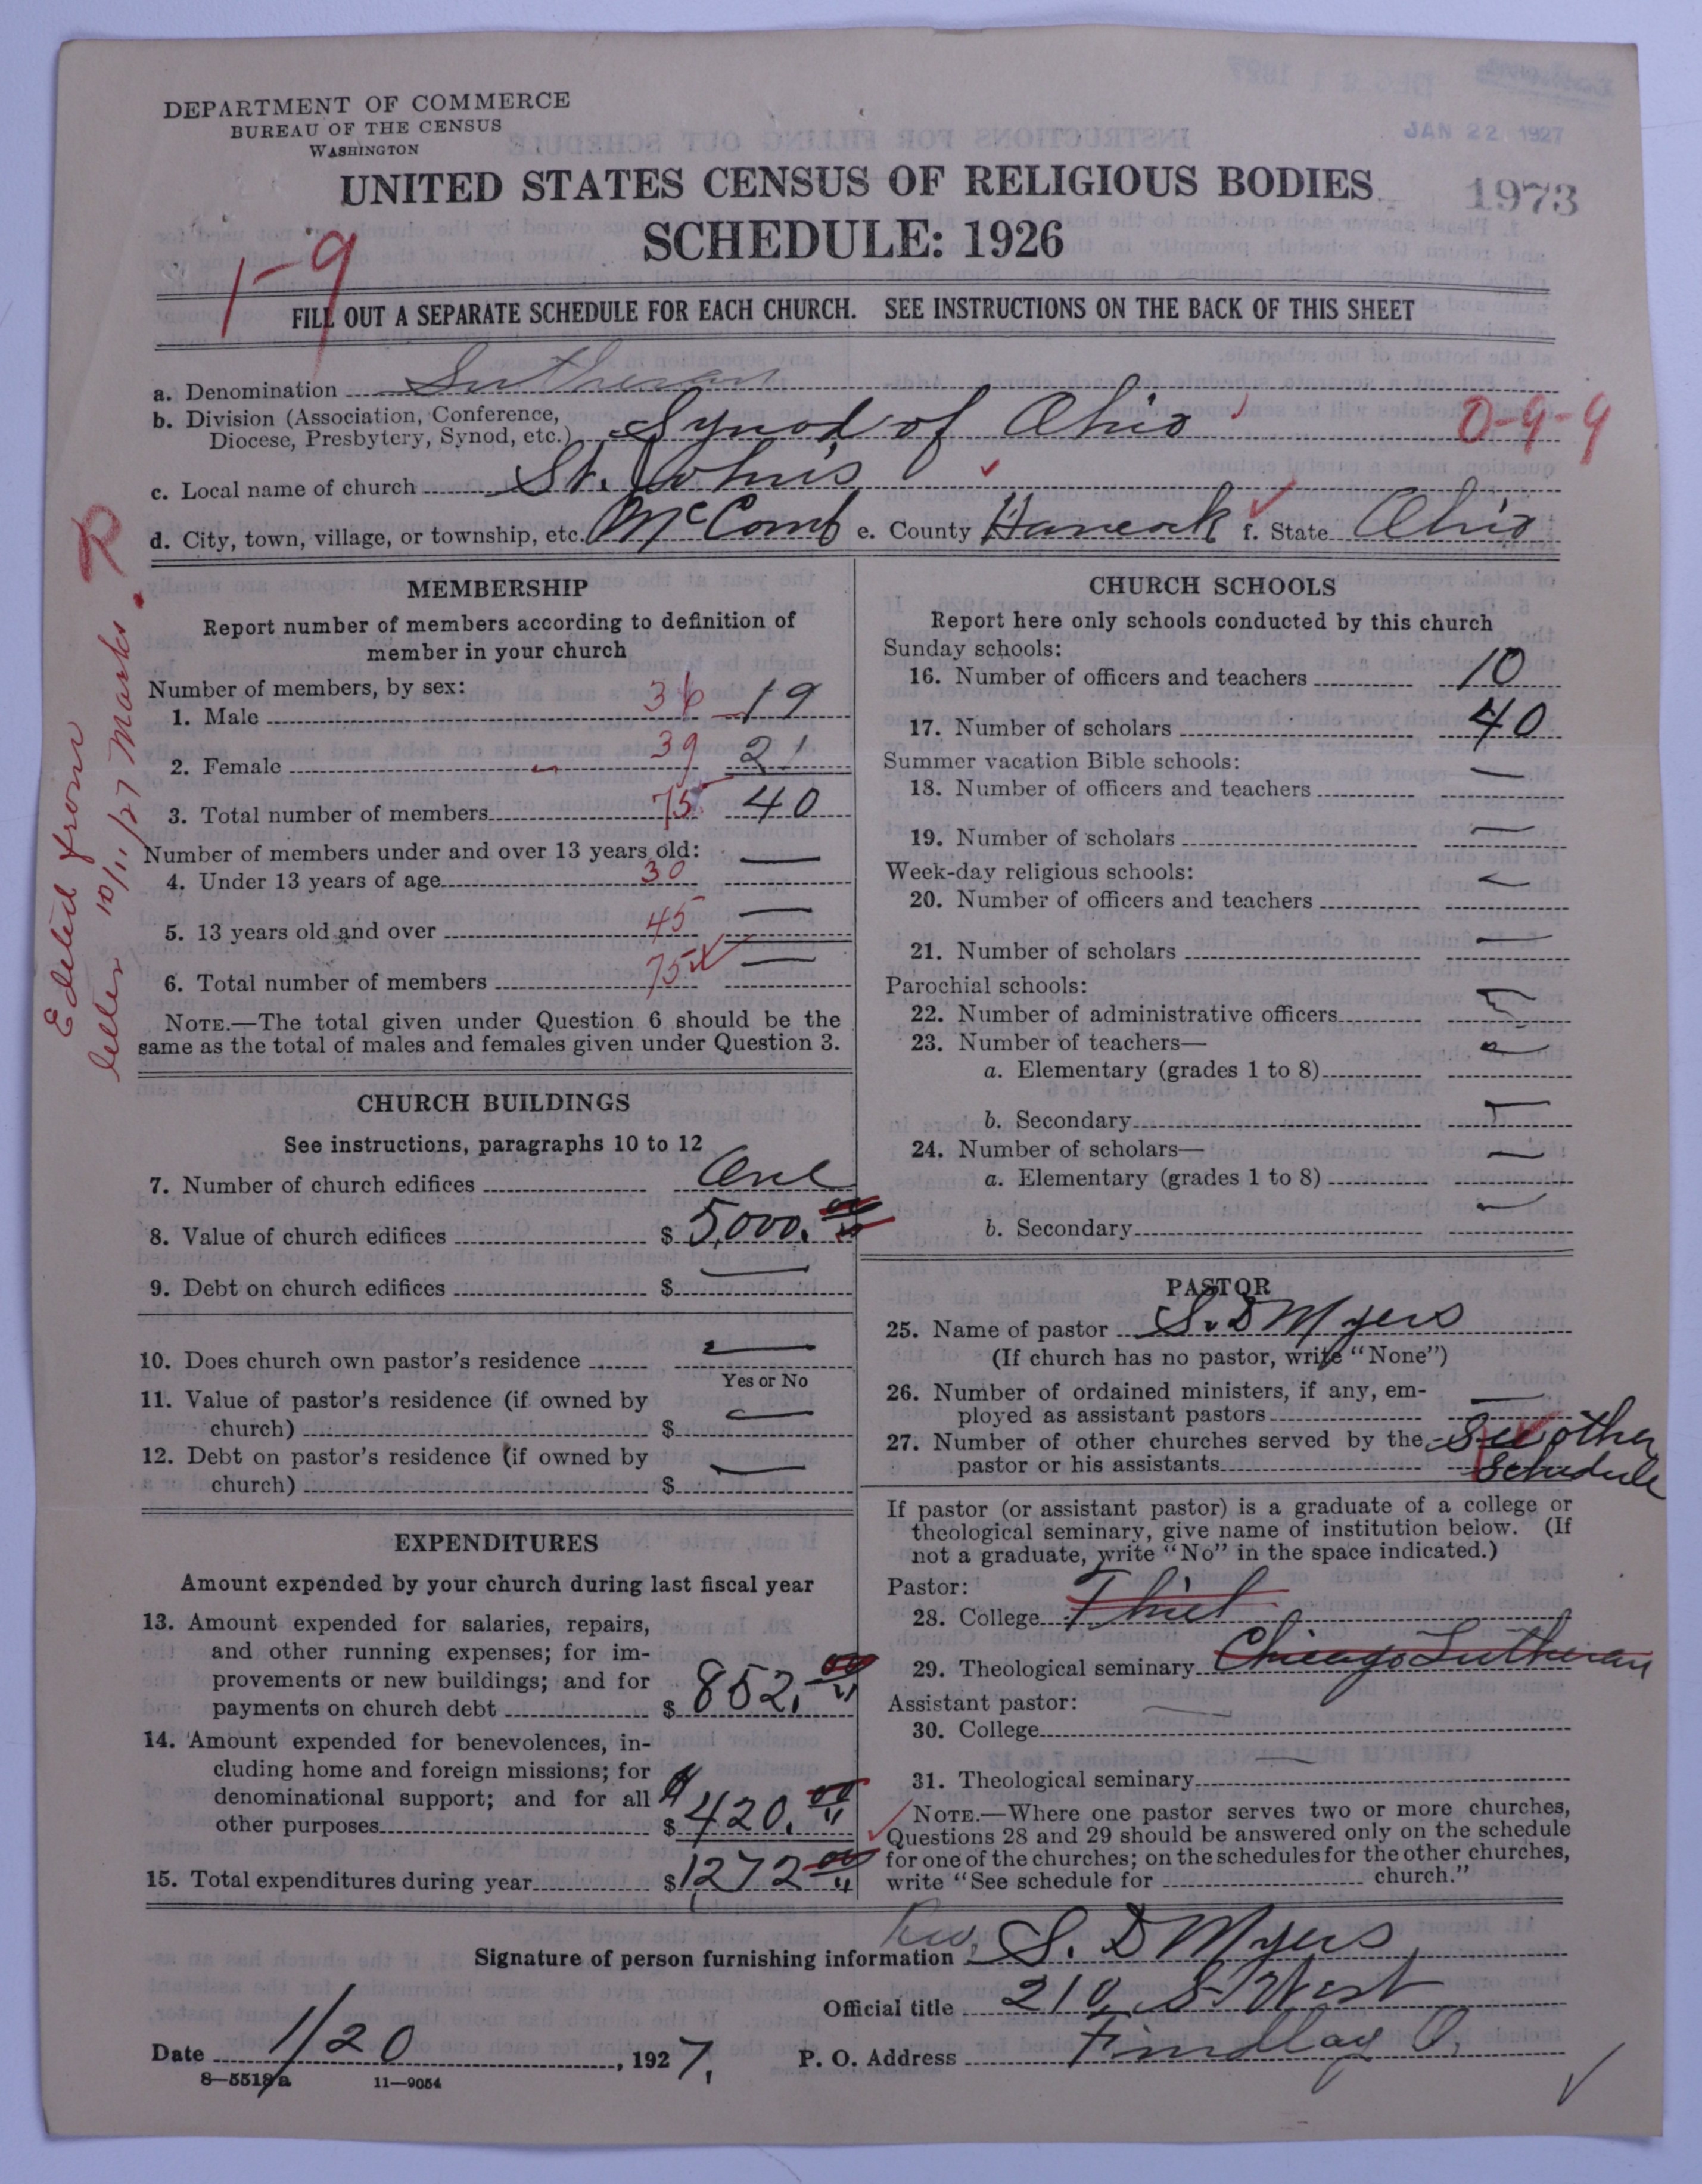 DEPARTMENT OF COMMERCE
BUREAU OF THE CENSUS
WASHINGTON
JAN 22 1927
UNITED STATES CENSUS OF RELIGIOUS BODIES
1973
SCHEDULE: 1926
1-9
FILL OUT A SEPARATE SCHEDULE FOR EACH CHURCH. SEE INSTRUCTIONS ON THE BACK OF THIS SHEET
a. Denomination Lutheran
b. Division (Association, Conference, Diocese, Presbytery, Synod, etc.) Synod of Ohio 0-9-9
c. Local name of church St. John's
d. City, town, village, or township, etc. McComb e. County Hancock f. State Ohio
Edited from
letter 10/11/27 Marks. R
MEMBERSHIP
Report number of members according to definition of
member in your church
Number of members, by sex:
1. Male 36 19
2. Female 39 21
3. Total number of members 75 40
Number of members under and over 13 years old:
4. Under 13 years of age 30 —
5. 13 years old and over 45 —
6. Total number of members 75 —
NOTE.—The total given under Question 6 should be the
same as the total of males and females given under Question 3.
CHURCH BUILDINGS
See instructions, paragraphs 10 to 12
7. Number of church edifices One
8. Value of church edifices $ 5,000.00
9. Debt on church edifices $ —
10. Does church own pastor's residence —
Yes or No
11. Value of pastor's residence (if owned by
church) $ —
12. Debt on pastor's residence (if owned by
church) $ —
EXPENDITURES
Amount expended by your church during last fiscal year
13. Amount expended for salaries, repairs,
and other running expenses; for im-
provements or new buildings; and for
payments on church debt $ 852.00
14. Amount expended for benevolences, in-
cluding home and foreign missions; for
denominational support; and for all
other purposes $ 420.00
15. Total expenditures during year $ 1272 00
CHURCH SCHOOLS
Report here only schools conducted by this church
Sunday schools:
16. Number of officers and teachers 10
17. Number of scholars 40
Summer vacation Bible schools:
18. Number of officers and teachers —
19. Number of scholars —
Week-day religious schools:
20. Number of officers and teachers —
21. Number of scholars —
Parochial schools:
22. Number of administrative officers —
23. Number of teachers—
a. Elementary (grades 1 to 8) —
b. Secondary —
24. Number of scholars—
a. Elementary (grades 1 to 8) —
b. Secondary —
PASTOR
25. Name of pastor S. D Myers
(If church has no pastor, write "None")
26. Number of ordained ministers, if any, em-
ployed as assistant pastors —
27. Number of other churches served by the See other
pastor or his assistants Schedule
If pastor (or assistant pastor) is a graduate of a college or
theological seminary, give name of institution below. (If
not a graduate, write "No" in the space indicated.)
Pastor:
28. College Thiel
29. Theological seminary Chicago Lutheran
Assistant pastor:
30. College —
31. Theological seminary —
NOTE.—Where one pastor serves two or more churches,
Questions 28 and 29 should be answered only on the schedule
for one of the churches; on the schedules for the other churches,
write "See schedule for church."
Signature of person furnishing information Rev. S. D Myers
Official title 210 S. West
Date 1/20, 1927. P. O. Address Findlay O.
8—5518 a 11—9054